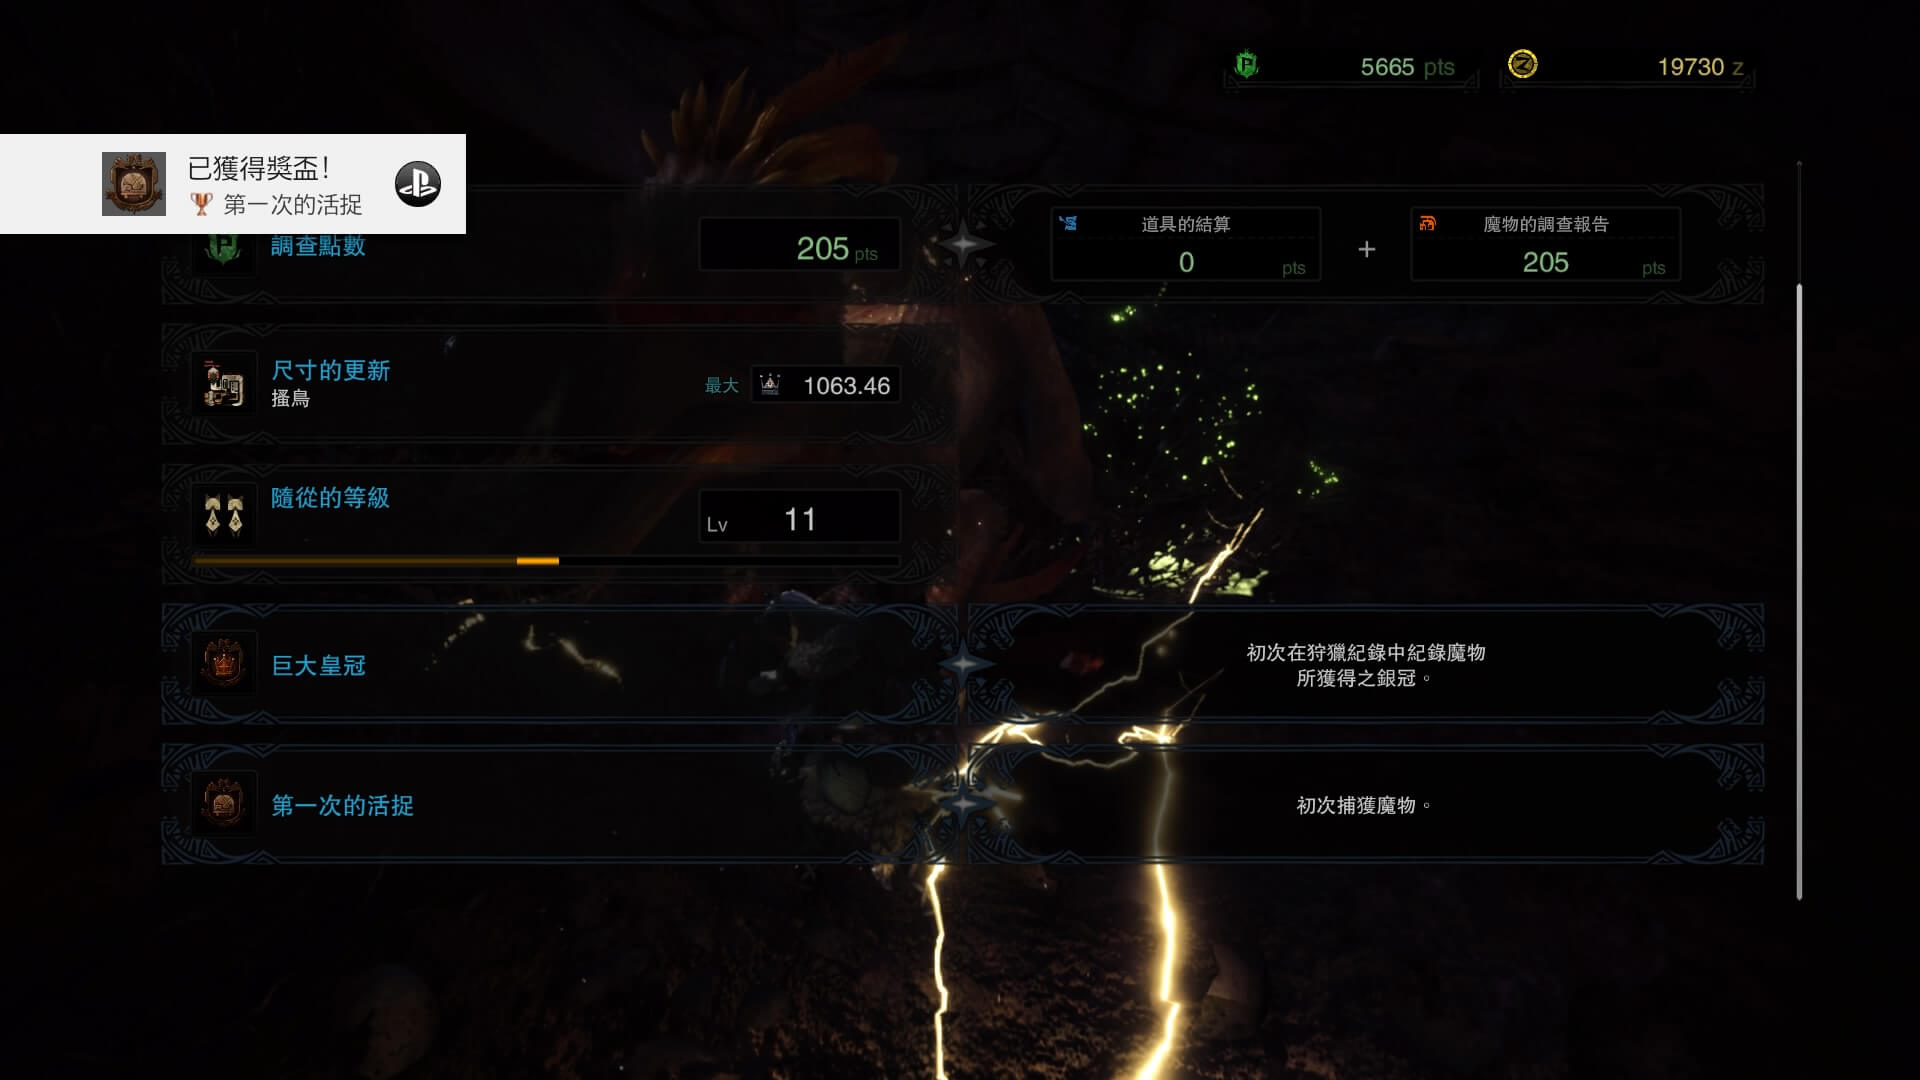 5665 pts
19730 z
已獲得獎盃!
第一次的活捉
調查點數
205 pts
道具的結算
0 pts
+
魔物的調查報告
205 pts
尺寸的更新
搔鳥
最大 1063.46
隨從的等級
Lv 11
巨大皇冠
初次在狩獵紀錄中紀錄魔物
所獲得之銀冠。
第一次的活捉
初次捕獲魔物。